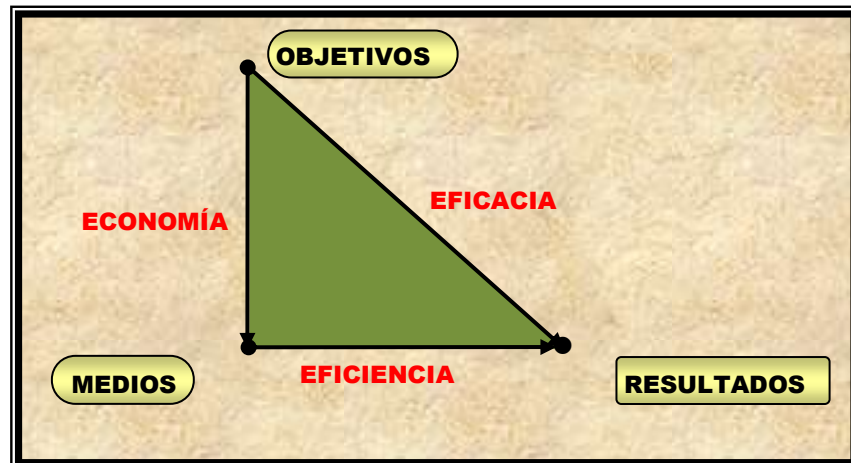 OBJETIVOS
EFICACIA
ECONOMÍA
MEDIOS
EFICIENCIA
RESULTADOS